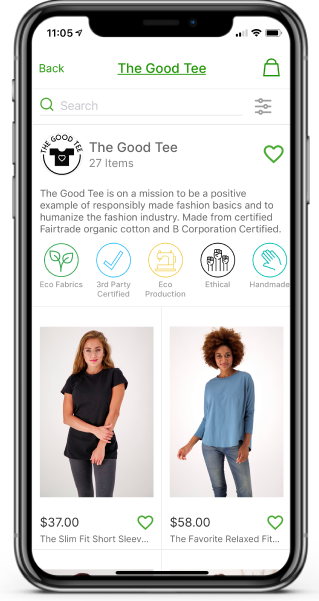 11:05
Back
The Good Tee
Search
THE GOOD TEE
The Good Tee
27 Items
The Good Tee is on a mission to be a positive
example of responsibly made fashion basics and to
humanize the fashion industry. Made from certified
Fairtrade organic cotton and B Corporation Certified.
Eco Fabrics
3rd Party
Certified
Eco
Production
Ethical
Handmade
$37.00
$58.00
The Slim Fit Short Sleev...
The Favorite Relaxed Fit...